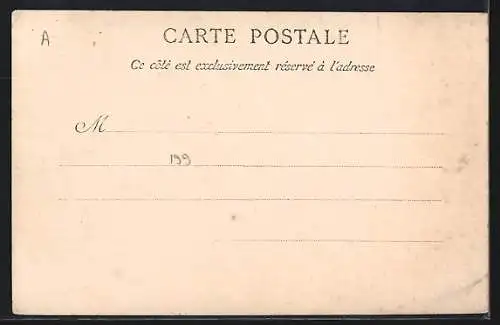 A
CARTE POSTALE
Ce côté est exclusivement réservé à l'adresse
M
199